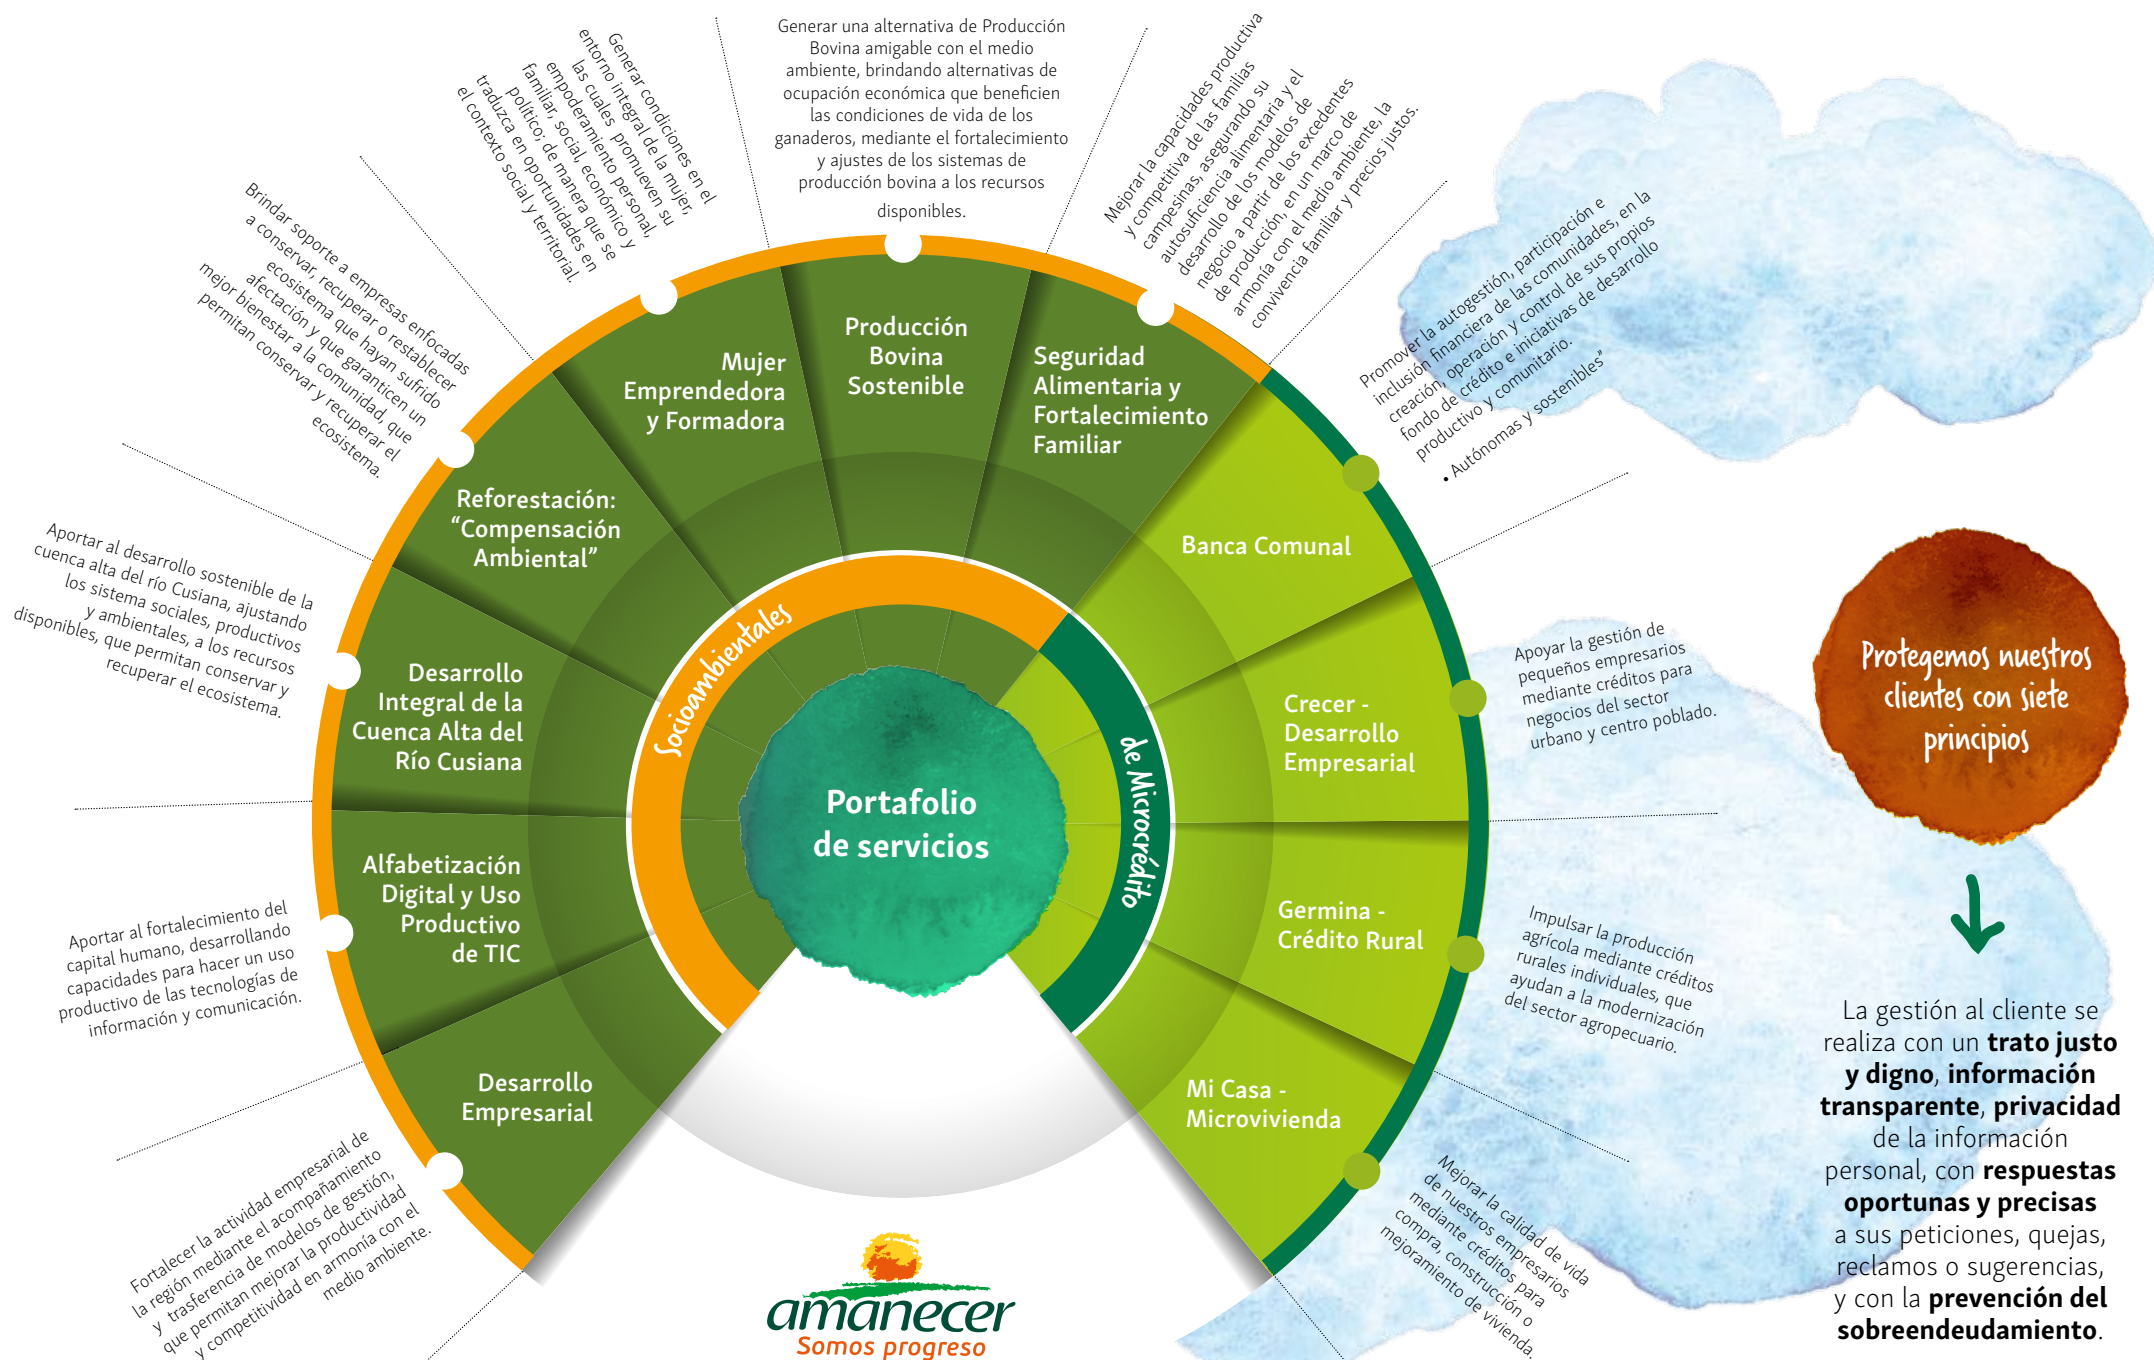 Generar una alternativa de Producción
Bovina amigable con el medio
ambiente, brindando alternativas de
ocupación económica que beneficien
las condiciones de vida de los
ganaderos, mediante el fortalecimiento
y ajustes de los sistemas de
producción bovina a los recursos
disponibles.
Generar condiciones en el
entorno integral de la mujer,
las cuales promueven su
empoderamiento personal,
familiar, social, económico y
político; de manera que se
traduzca en oportunidades en
el contexto social y territorial.
Mejorar la capacidades productiva
y competitiva de las familias
campesinas, asegurando su
autosuficiencia alimentaria y el
desarrollo de los modelos de
negocio a partir de los excedentes
de producción, en un marco de
armonía con el medio ambiente, la
convivencia familiar y precios justos.
Brindar soporte a empresas enfocadas
a conservar, recuperar o restablecer
ecosistema que hayan sufrido
afectación y que garanticen un
mejor bienestar a la comunidad, que
permitan conservar y recuperar el
ecosistema.
Promover la autogestión, participación e
inclusión financiera de las comunidades, en la
creación, operación y control de sus propios
fondo de crédito e iniciativas de desarrollo
productivo y comunitario.
• Autónomas y sostenibles”
Aportar al desarrollo sostenible de la
cuenca alta del río Cusiana, ajustando
los sistema sociales, productivos
y ambientales, a los recursos
disponibles, que permitan conservar y
recuperar el ecosistema.
Apoyar la gestión de
pequeños empresarios
mediante créditos para
negocios del sector
urbano y centro poblado.
Aportar al fortalecimiento del
capital humano, desarrollando
capacidades para hacer un uso
productivo de las tecnologías de
información y comunicación.
Impulsar la producción
agrícola mediante créditos
rurales individuales, que
ayudan a la modernización
del sector agropecuario.
Fortalecer la actividad empresarial de
la región mediante el acompañamiento
y trasferencia de modelos de gestión,
que permitan mejorar la productividad
y competitividad en armonía con el
medio ambiente.
Mejorar la calidad de vida
de nuestros empresarios
mediante créditos para
compra, construcción o
mejoramiento de vivienda.
Producción
Bovina
Sostenible
Mujer
Emprendedora
y Formadora
Seguridad
Alimentaria y
Fortalecimiento
Familiar
Reforestación:
“Compensación
Ambiental”
Banca Comunal
Desarrollo
Integral de la
Cuenca Alta del
Río Cusiana
Crecer -
Desarrollo
Empresarial
Alfabetización
Digital y Uso
Productivo
de TIC
Germina -
Crédito Rural
Desarrollo
Empresarial
Mi Casa -
Microvivienda
Socioambientales
de Microcrédito
Portafolio
de servicios
amanecer
Somos progreso
Protegemos nuestros
clientes con siete
principios
La gestión al cliente se
realiza con un trato justo
y digno, información
transparente, privacidad
de la información
personal, con respuestas
oportunas y precisas
a sus peticiones, quejas,
reclamos o sugerencias,
y con la prevención del
sobreendeudamiento.